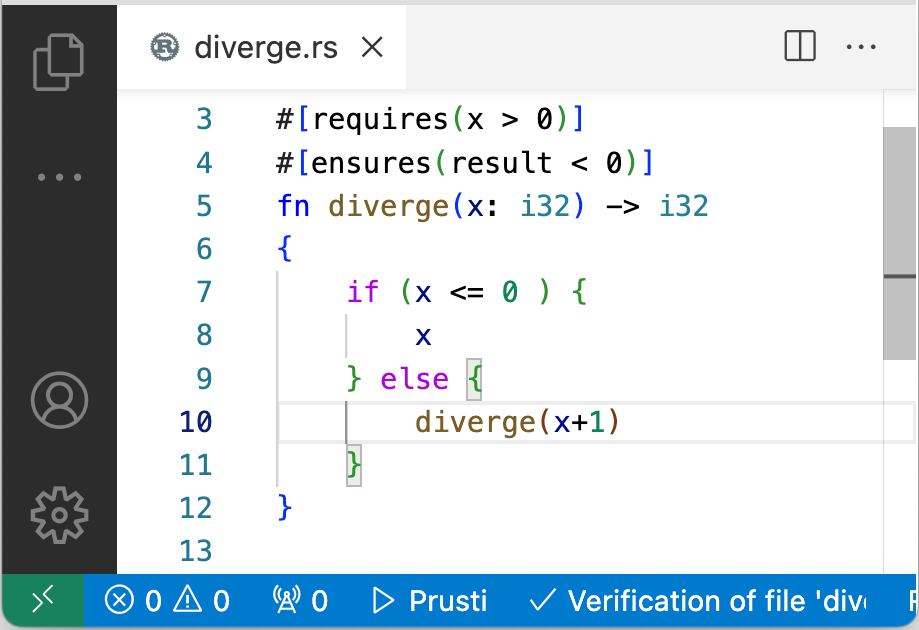 diverge.rs
3 #[requires(x > 0)]
4 #[ensures(result < 0)]
5 fn diverge(x: i32) -> i32
6 {
7     if (x <= 0 ) {
8         x
9     } else {
10         diverge(x+1)
11     }
12 }
13
0 0 0 Prusti Verification of file 'dive